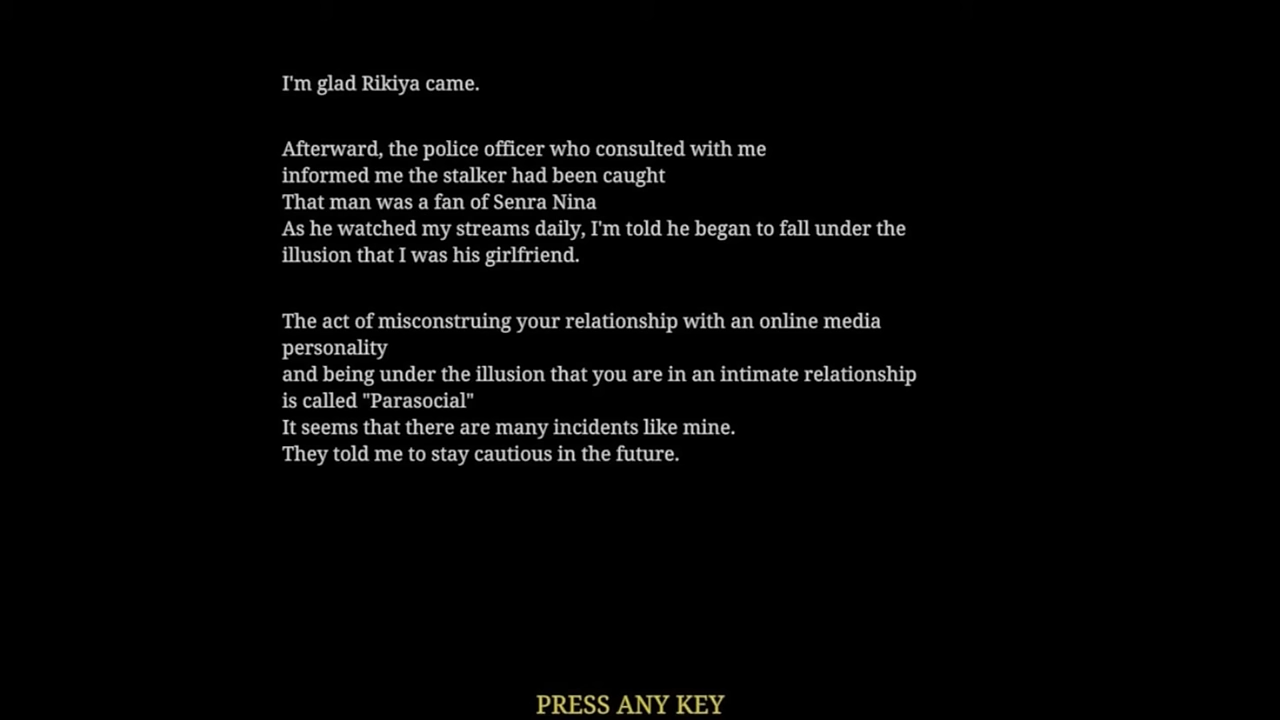 I'm glad Rikiya came.
Afterward, the police officer who consulted with me
informed me the stalker had been caught
That man was a fan of Senra Nina
As he watched my streams daily, I'm told he began to fall under the
illusion that I was his girlfriend.
The act of misconstruing your relationship with an online media
personality
and being under the illusion that you are in an intimate relationship
is called "Parasocial"
It seems that there are many incidents like mine.
They told me to stay cautious in the future.
PRESS ANY KEY